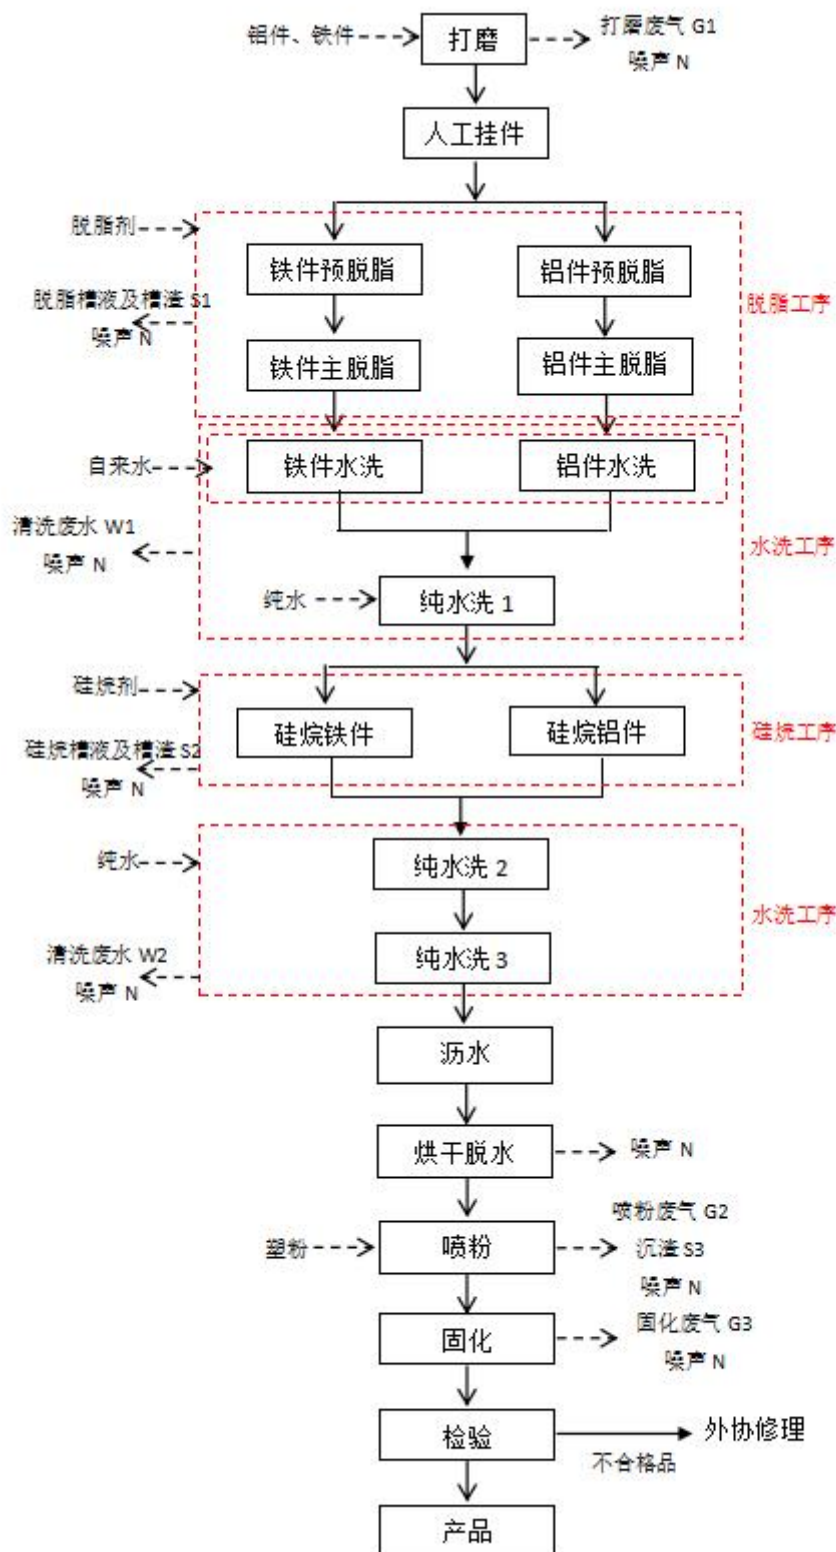 铝件、铁件
打磨
打磨废气 G1
噪声 N
人工挂件
脱脂剂
铁件预脱脂
铝件预脱脂
脱脂槽液及槽渣 S1
噪声 N
脱脂工序
铁件主脱脂
铝件主脱脂
自来水
铁件水洗
铝件水洗
清洗废水 W1
噪声 N
水洗工序
纯水
纯水洗 1
硅烷剂
硅烷铁件
硅烷铝件
硅烷工序
硅烷槽液及槽渣 S2
噪声 N
纯水
纯水洗 2
水洗工序
清洗废水 W2
噪声 N
纯水洗 3
沥水
烘干脱水
噪声 N
塑粉
喷粉
喷粉废气 G2
沉渣 S3
噪声 N
固化
固化废气 G3
噪声 N
检验
不合格品
外协修理
产品